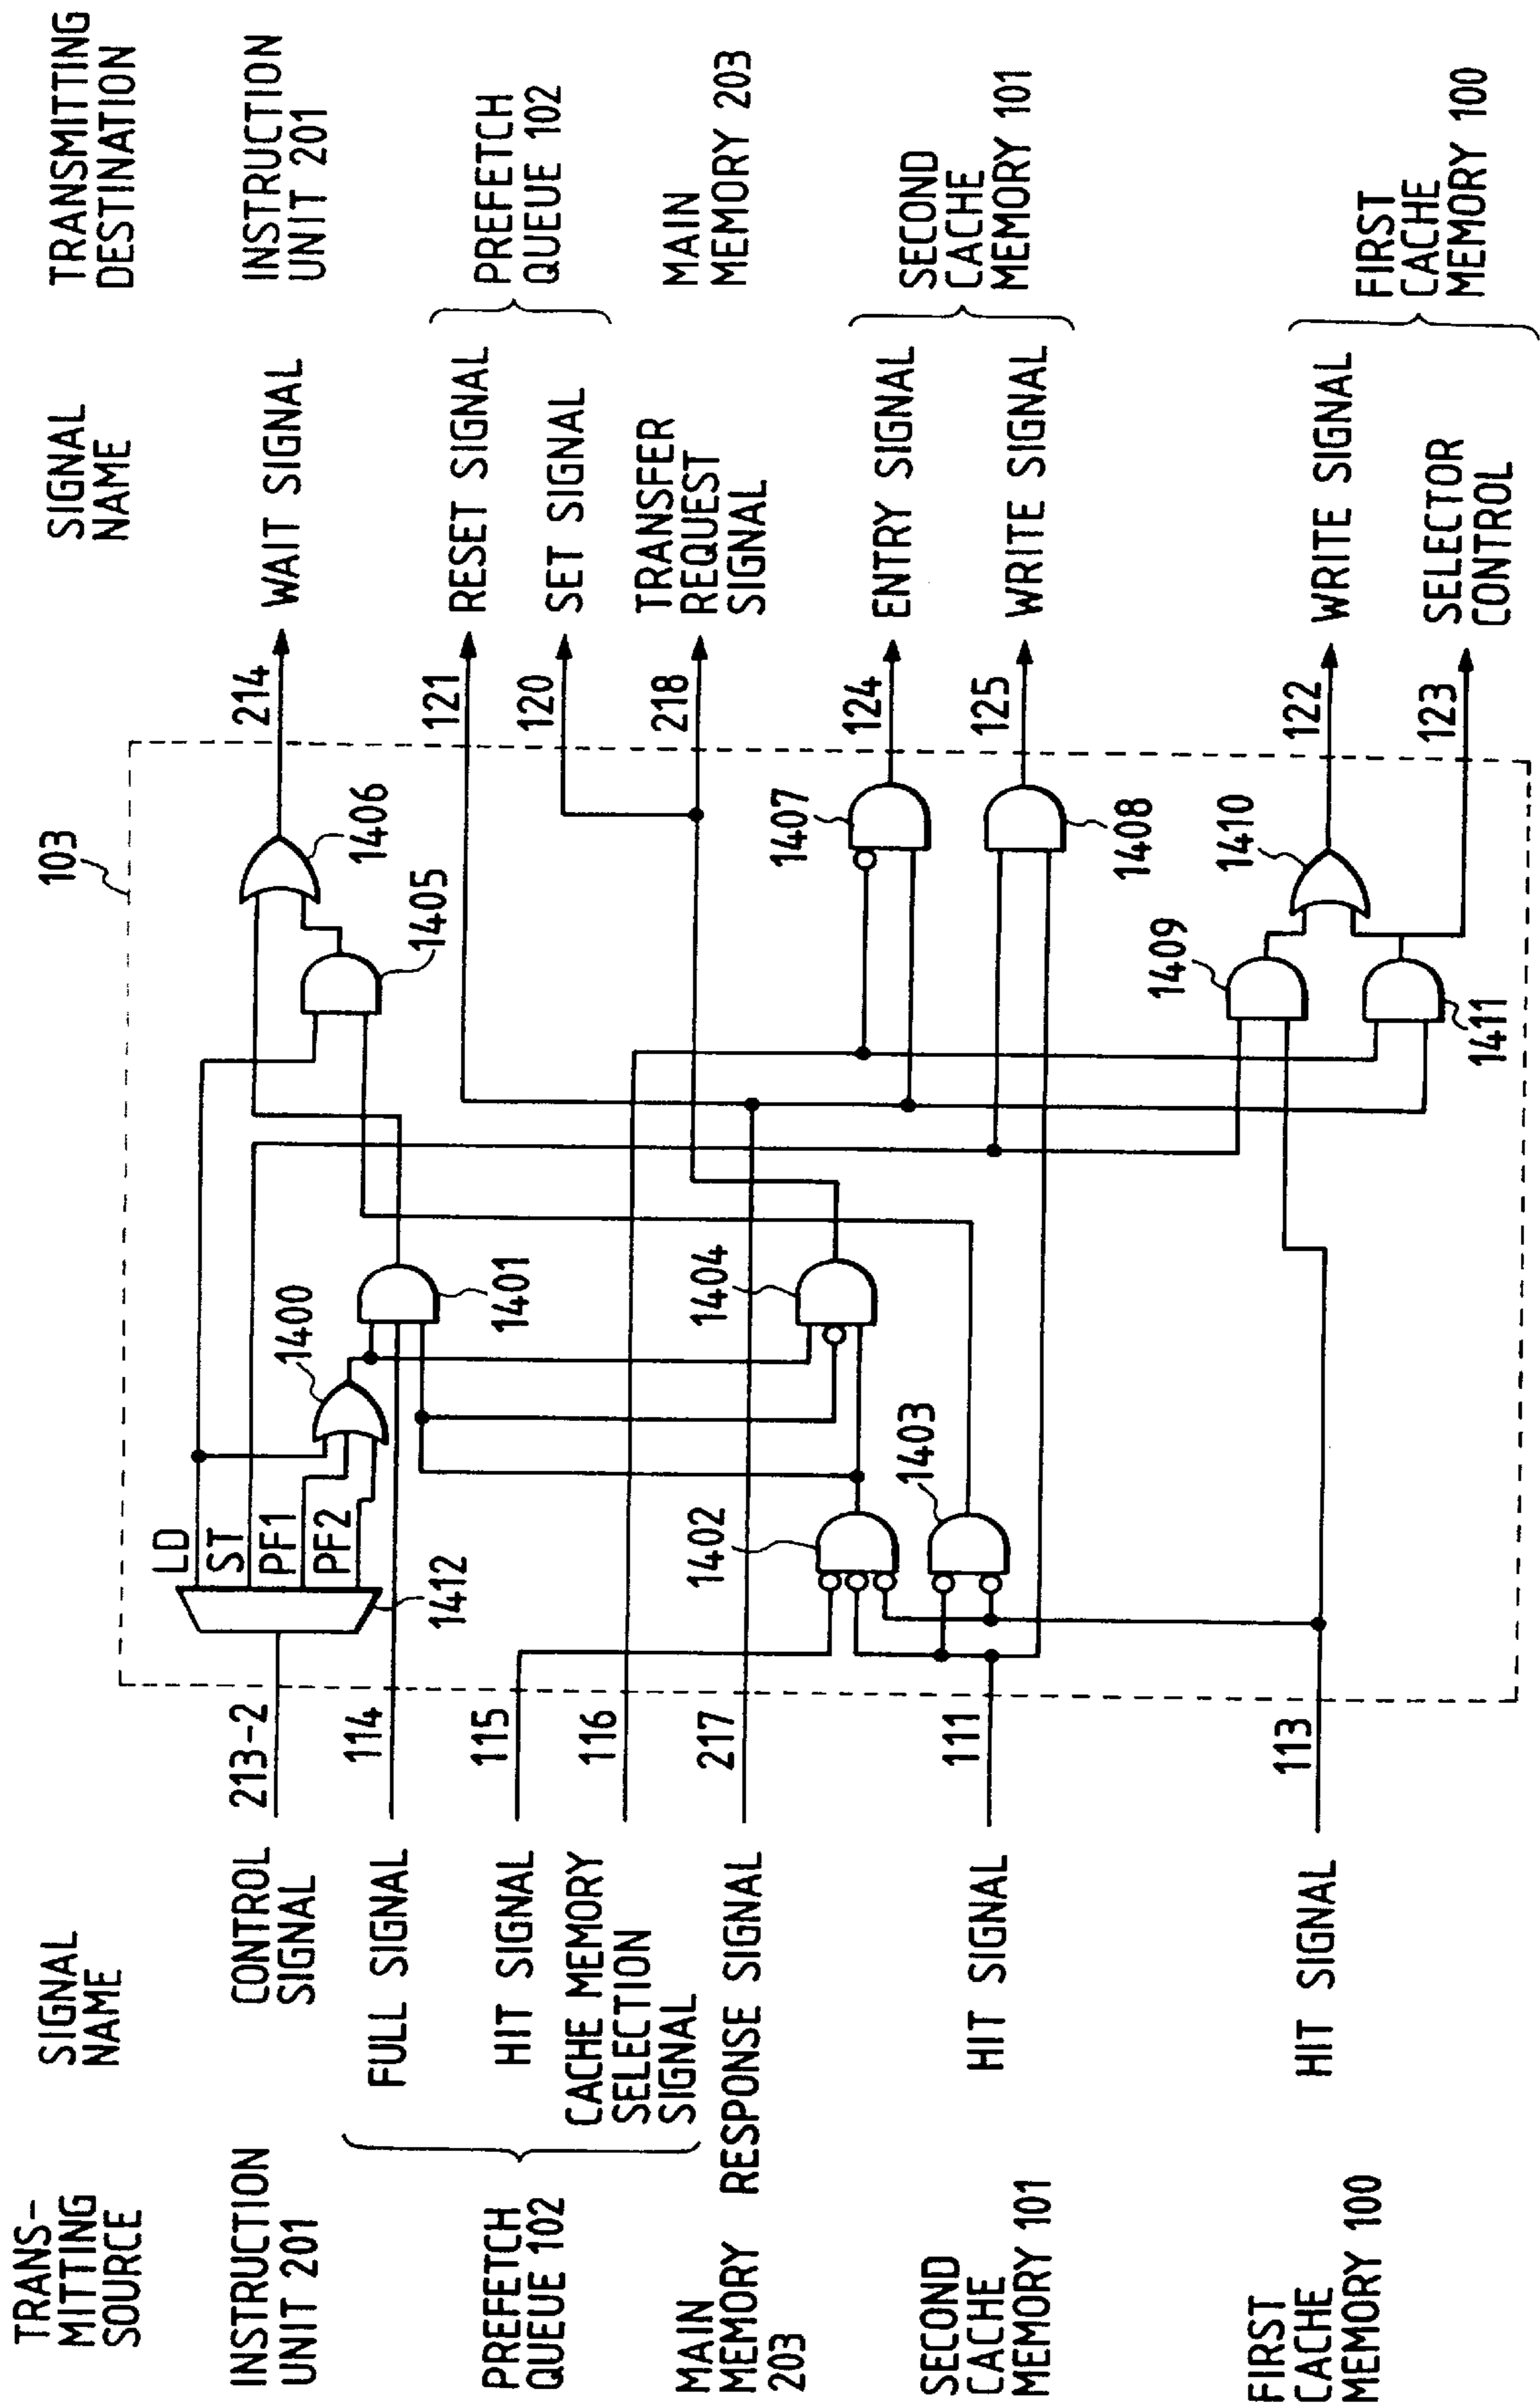 TRANS-
MITTING
SOURCE
SIGNAL
NAME
SIGNAL
NAME
TRANSMITTING
DESTINATION
103
INSTRUCTION
UNIT 201
CONTROL
SIGNAL
213-2
LD
ST
PF1
PF2
1412
1400
1401
1405
1406
214
WAIT SIGNAL
INSTRUCTION
UNIT 201
PREFETCH
QUEUE 102
FULL SIGNAL
114
HIT SIGNAL
115
CACHE MEMORY
SELECTION
SIGNAL
116
121
RESET SIGNAL
120
SET SIGNAL
PREFETCH
QUEUE 102
MAIN
MEMORY
203
RESPONSE SIGNAL
217
1402
1404
218
TRANSFER
REQUEST
SIGNAL
MAIN
MEMORY 203
SECOND
CACHE
MEMORY 101
HIT SIGNAL
111
1403
1407
1408
124
ENTRY SIGNAL
125
WRITE SIGNAL
SECOND
CACHE
MEMORY 101
FIRST
CACHE
MEMORY 100
HIT SIGNAL
113
1409
1410
1411
122
WRITE SIGNAL
123
SELECTOR
CONTROL
FIRST
CACHE
MEMORY 100